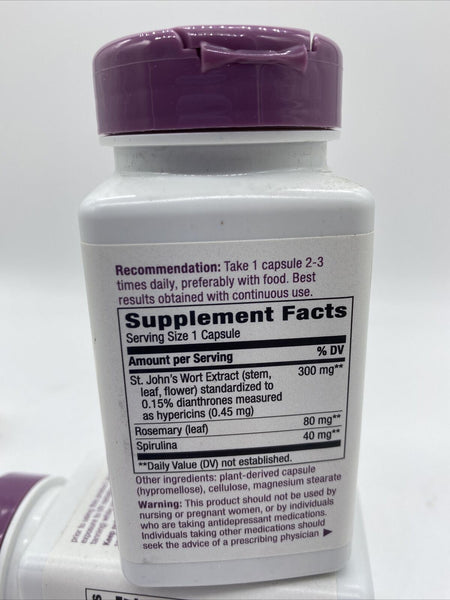 Recommendation: Take 1 capsule 2-3
times daily, preferably with food. Best
results obtained with continuous use.
Supplement Facts
Serving Size 1 Capsule
Amount per Serving % DV
St. John's Wort Extract (stem, 300 mg**
leaf, flower) standardized to
0.15% dianthrones measured
as hypericins (0.45 mg)
Rosemary (leaf) 80 mg**
Spirulina 40 mg**
**Daily Value (DV) not established.
Other ingredients: plant-derived capsule
(hypromellose), cellulose, magnesium stearate
Warning: This product should not be used by
nursing or pregnant women, or by individuals
who are taking antidepressant medications.
Individuals taking other medications should
seek the advice of a prescribing physician ▶